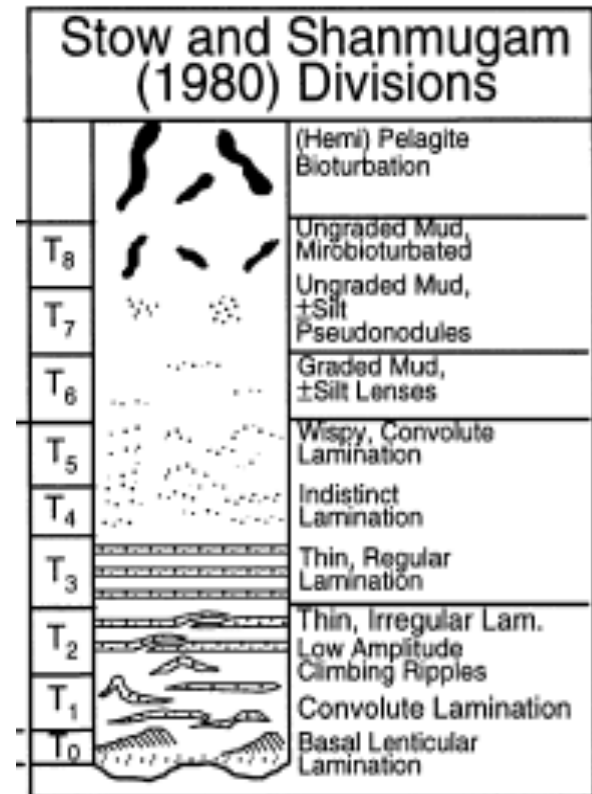 Stow and Shanmugam
(1980) Divisions
(Hemi) Pelagite
Bioturbation
T8
Ungraded Mud,
Mirobioturbated
T7
Ungraded Mud,
±Silt
Pseudonodules
T6
Graded Mud,
±Silt Lenses
T5
Wispy, Convolute
Lamination
T4
Indistinct
Lamination
T3
Thin, Regular
Lamination
T2
Thin, Irregular Lam.
Low Amplitude
Climbing Ripples
T1
Convolute Lamination
T0
Basal Lenticular
Lamination